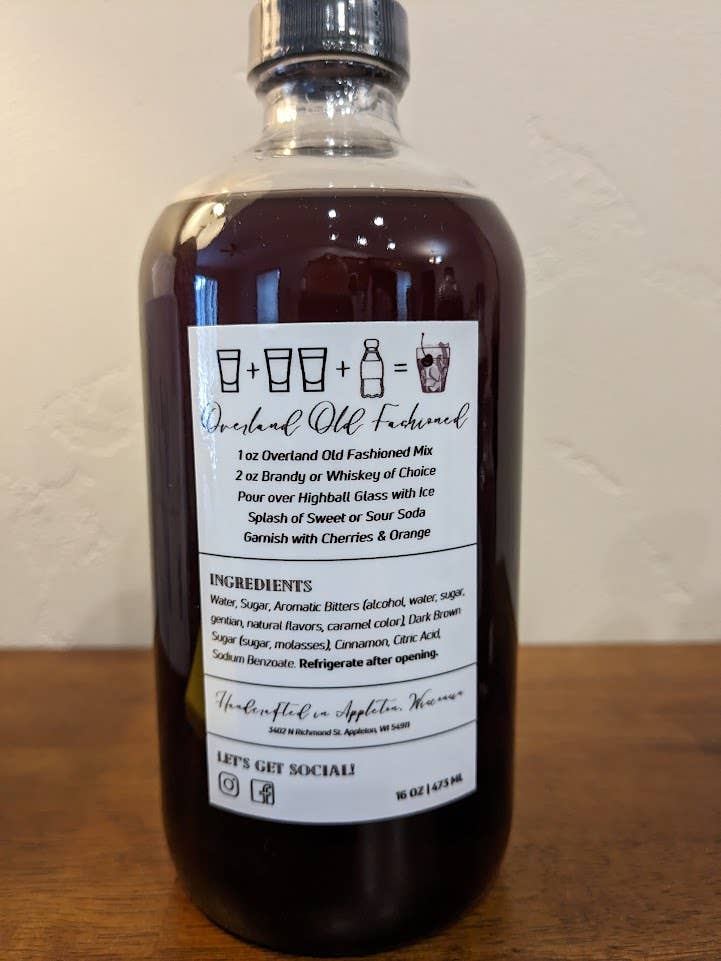 + + =
Overland Old Fashioned
1 oz Overland Old Fashioned Mix
2 oz Brandy or Whiskey of Choice
Pour over Highball Glass with Ice
Splash of Sweet or Sour Soda
Garnish with Cherries & Orange
INGREDIENTS
Water, Sugar, Aromatic Bitters (alcohol, water, sugar,
gentian, natural flavors, caramel color), Dark Brown
Sugar (sugar, molasses), Cinnamon, Citric Acid,
Sodium Benzoate. Refrigerate after opening.
Handcrafted in Appleton, Wisconsin
3402 N Richmond St. Appleton, WI 54911
LET'S GET SOCIAL!
16 OZ | 473 ML